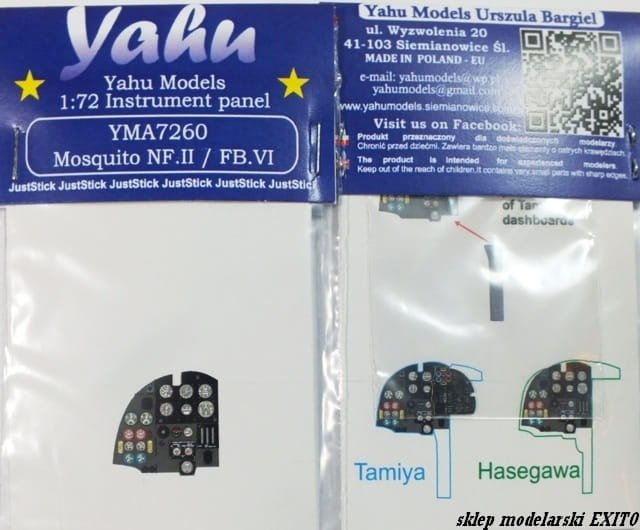 Yahu
Yahu Models
1:72 Instrument panel
YMA7260
Mosquito NF.II / FB.VI
JustStick JustStick JustStick JustStick JustStick JustStick
Yahu Models Urszula Bargieł
ul. Wyzwolenia 20
41-103 Siemianowice Śl.
MADE IN POLAND - EU
e-mail: yahumodels@wp.pl
yahumodels@gmail.com
www.yahumodels.siemianowice.
Visit us on Facebook:
Produkt przeznaczony dla doświadczonych modelarzy
Chronić przed dziećmi. Zawiera bardzo małe elementy o ostrych krawędziach.
The product is intended for experienced modelers
Keep out of the reach of children,it contains very small parts with sharp edges.
of Tam
dashboards
Tamiya
Hasegawa
sklep modelarski EXITO